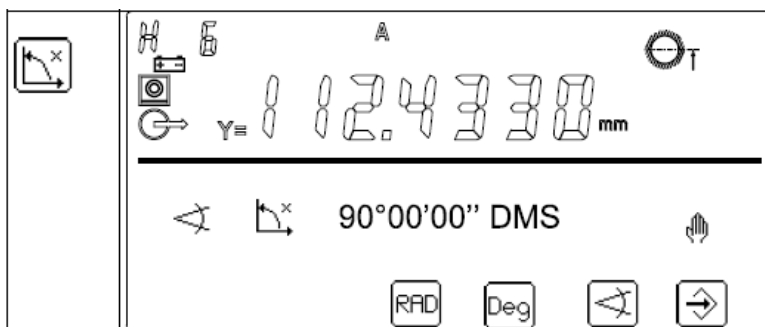 H 6 A
Y= 112.4330 mm
x
x 90°00'00'' DMS
RAD Deg